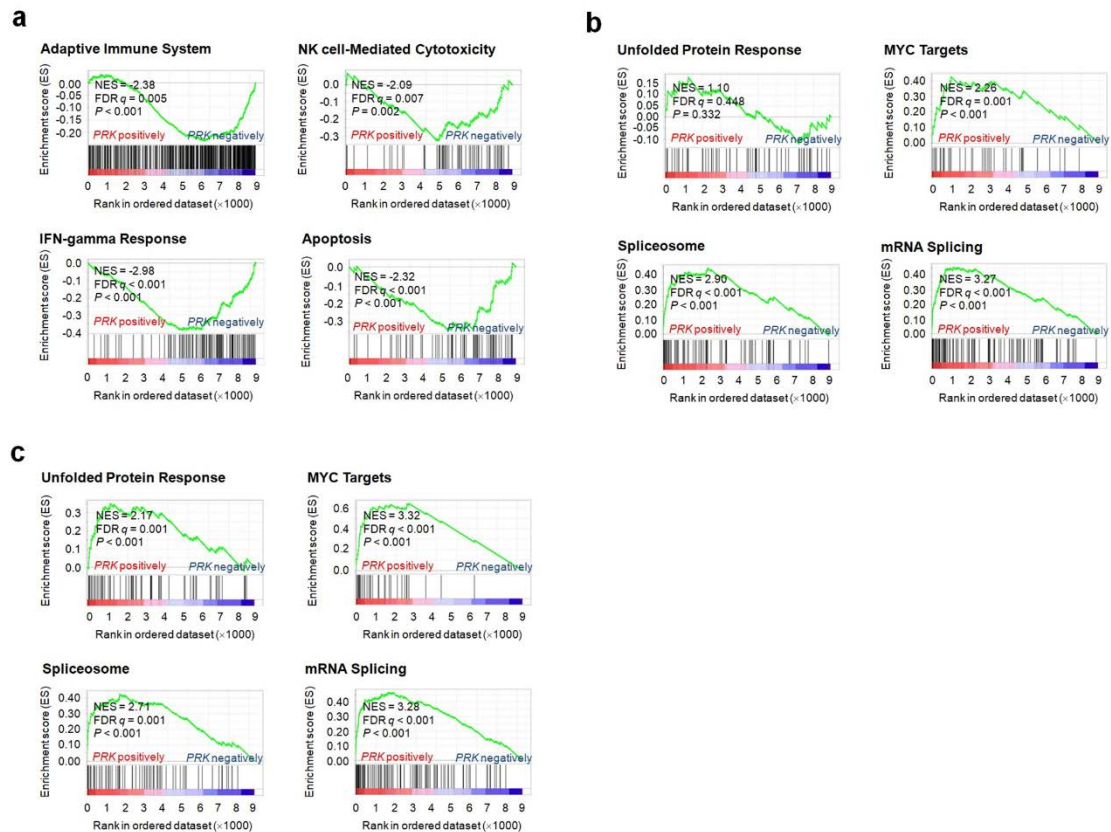 a
Adaptive Immune System
Enrichment score (ES)
0.00
-0.05
-0.10
-0.15
-0.20
NES = -2.38
FDR q = 0.005
P < 0.001
PRK positively
PRK negatively
0 1 2 3 4 5 6 7 8 9
Rank in ordered dataset (×1000)
NK cell-Mediated Cytotoxicity
Enrichment score (ES)
0.0
-0.1
-0.2
-0.3
NES = -2.09
FDR q = 0.007
P = 0.002
PRK positively
PRK negatively
0 1 2 3 4 5 6 7 8 9
Rank in ordered dataset (×1000)
IFN-gamma Response
Enrichment score (ES)
0.0
-0.1
-0.2
-0.3
-0.4
NES = -2.98
FDR q < 0.001
P < 0.001
PRK positively
PRK negatively
0 1 2 3 4 5 6 7 8 9
Rank in ordered dataset (×1000)
Apoptosis
Enrichment score (ES)
0.0
-0.1
-0.2
-0.3
NES = -2.32
FDR q < 0.001
P < 0.001
PRK positively
PRK negatively
0 1 2 3 4 5 6 7 8 9
Rank in ordered dataset (×1000)
b
Unfolded Protein Response
Enrichment score (ES)
0.15
0.10
0.05
0.00
-0.05
-0.10
NES = 1.10
FDR q = 0.448
P = 0.332
PRK positively
PRK negatively
0 1 2 3 4 5 6 7 8 9
Rank in ordered dataset (×1000)
MYC Targets
Enrichment score (ES)
0.40
0.30
0.20
0.10
0.00
NES = 2.26
FDR q = 0.001
P < 0.001
PRK positively
PRK negatively
0 1 2 3 4 5 6 7 8 9
Rank in ordered dataset (×1000)
Spliceosome
Enrichment score (ES)
0.40
0.30
0.20
0.10
0.00
NES = 2.90
FDR q < 0.001
P < 0.001
PRK positively
PRK negatively
0 1 2 3 4 5 6 7 8 9
Rank in ordered dataset (×1000)
mRNA Splicing
Enrichment score (ES)
0.40
0.30
0.20
0.10
0.00
NES = 3.27
FDR q < 0.001
P < 0.001
PRK positively
PRK negatively
0 1 2 3 4 5 6 7 8 9
Rank in ordered dataset (×1000)
c
Unfolded Protein Response
Enrichment score (ES)
0.3
0.2
0.1
0.0
NES = 2.17
FDR q = 0.001
P < 0.001
PRK positively
PRK negatively
0 1 2 3 4 5 6 7 8 9
Rank in ordered dataset (×1000)
MYC Targets
Enrichment score (ES)
0.6
0.4
0.2
0.0
NES = 3.32
FDR q < 0.001
P < 0.001
PRK positively
PRK negatively
0 1 2 3 4 5 6 7 8 9
Rank in ordered dataset (×1000)
Spliceosome
Enrichment score (ES)
0.40
0.30
0.20
0.10
0.00
NES = 2.71
FDR q = 0.001
P < 0.001
PRK positively
PRK negatively
0 1 2 3 4 5 6 7 8 9
Rank in ordered dataset (×1000)
mRNA Splicing
Enrichment score (ES)
0.40
0.30
0.20
0.10
0.00
NES = 3.28
FDR q < 0.001
P < 0.001
PRK positively
PRK negatively
0 1 2 3 4 5 6 7 8 9
Rank in ordered dataset (×1000)